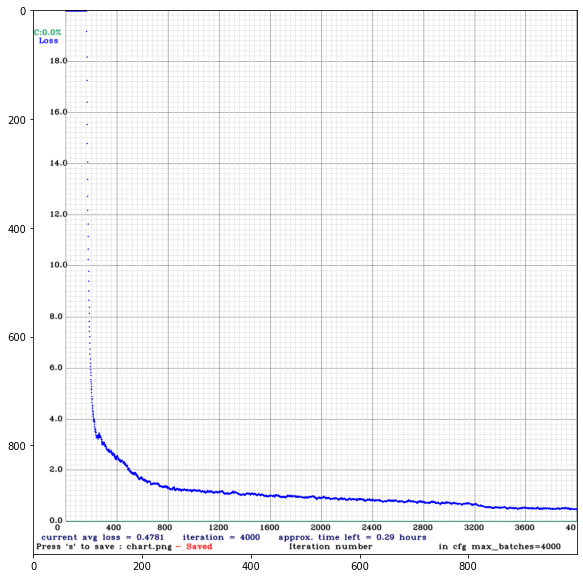 0
C:0.0%
Loss
18.0
16.0
200
14.0
12.0
400
10.0
8.0
600
6.0
4.0
800
2.0
0.0
0 400 800 1200 1600 2000 2400 2800 3200 3600 40
current avg loss = 0.4781 iteration = 4000 approx. time left = 0.29 hours
Press 's' to save : chart.png - Saved Iteration number in cfg max_batches=4000
0 200 400 600 800